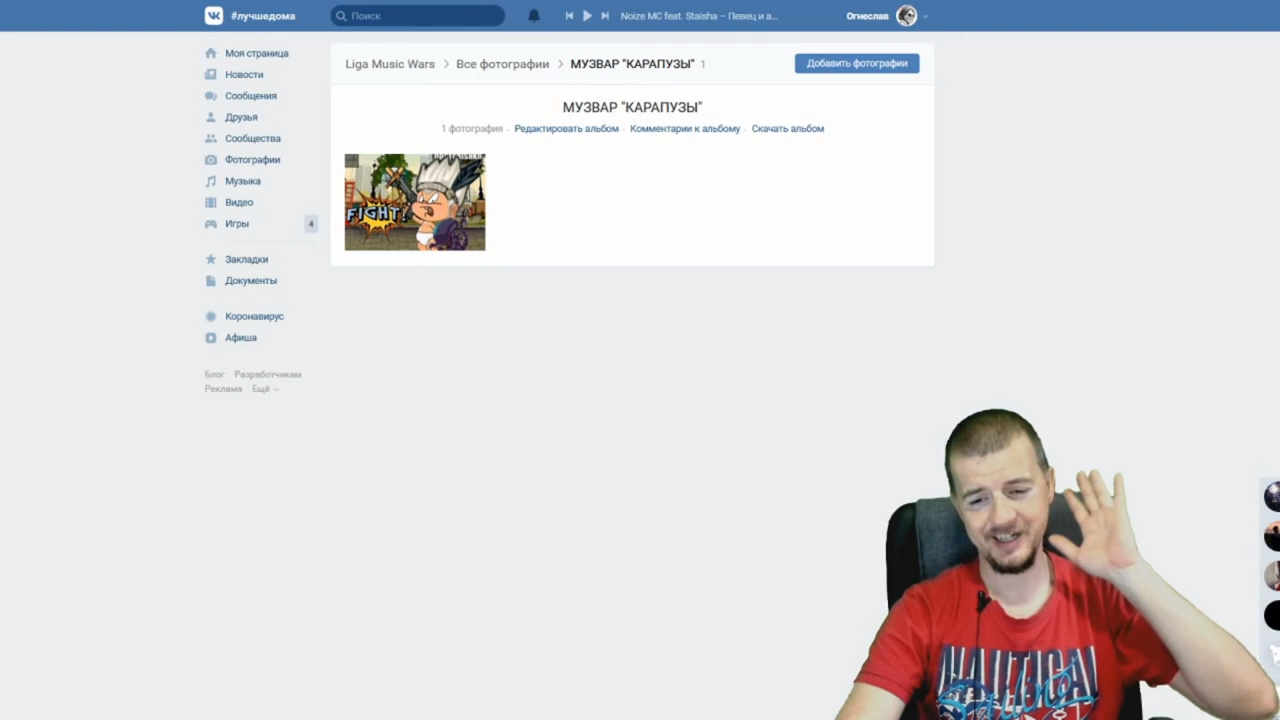 #лучшедома
Поиск
Noize MC feat. Staisha – Певец и а...
Огнеслав
Моя страница
Новости
Сообщения
Друзья
Сообщества
Фотографии
Музыка
Видео
Игры 4
Закладки
Документы
Коронавирус
Афиша
Блог Разработчикам
Реклама Ещё
Liga Music Wars > Все фотографии > МУЗВАР "КАРАПУЗЫ" 1
Добавить фотографии
МУЗВАР "КАРАПУЗЫ"
1 фотография · Редактировать альбом · Комментарии к альбому · Скачать альбом
FIGHT!
NAUTICAL